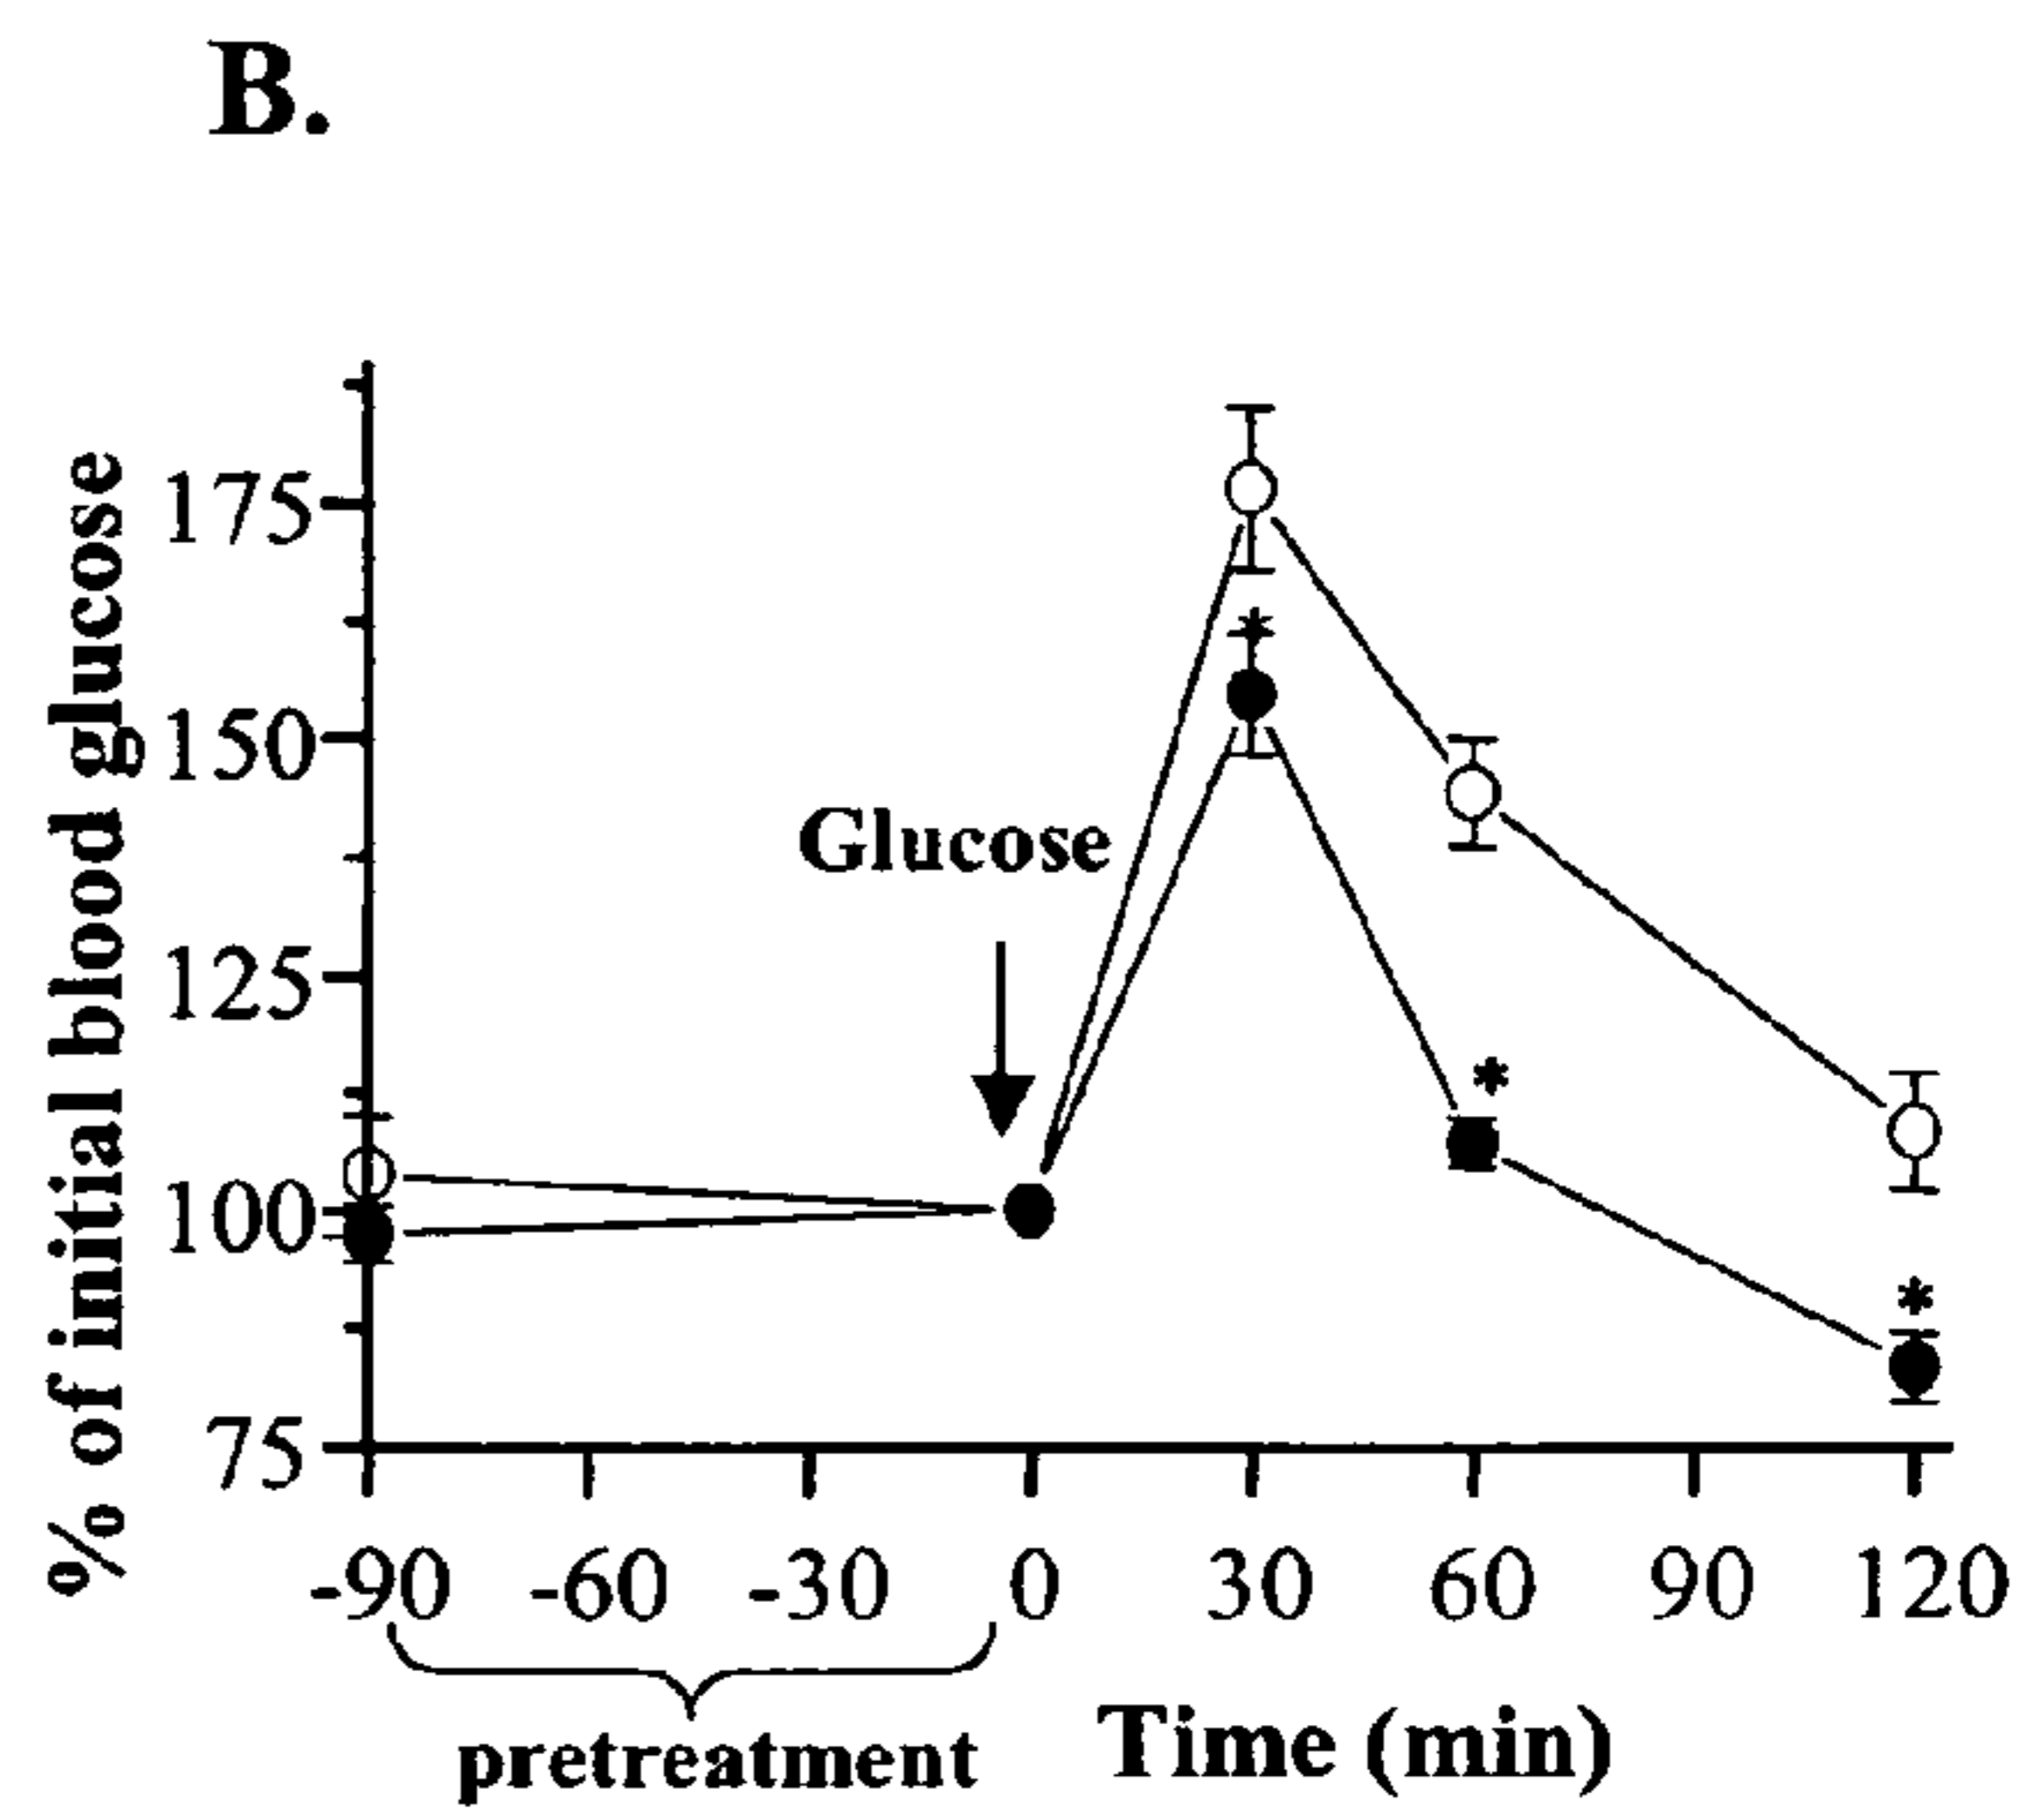 B.
% of initial blood glucose
175
150
125
100
75
Glucose
*
*
*
-90 -60 -30 0 30 60 90 120
pretreatment
Time (min)